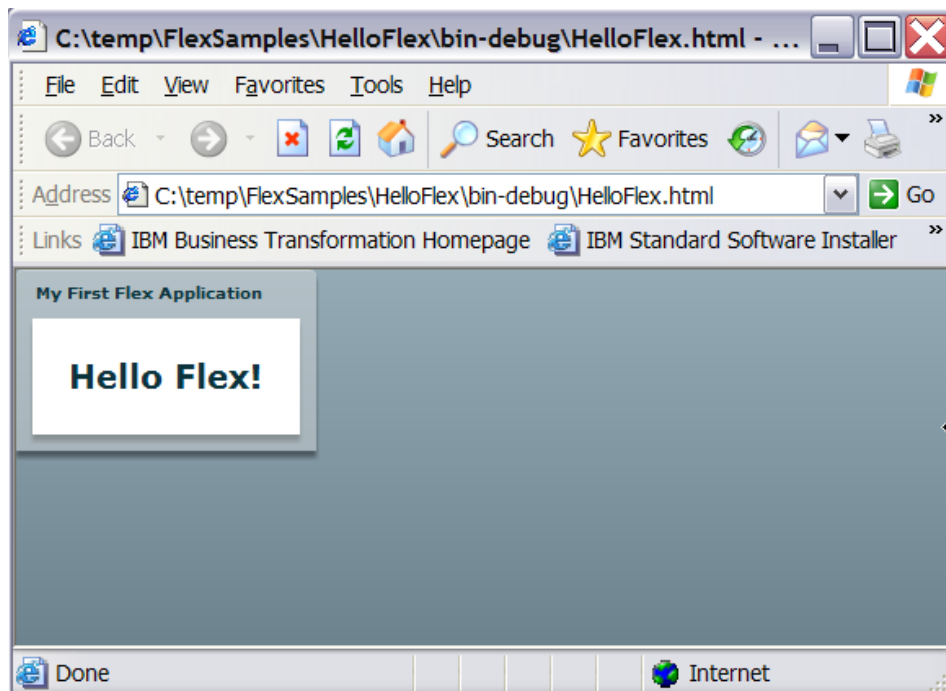 C:\temp\FlexSamples\HelloFlex\bin-debug\HelloFlex.html - ...
File Edit View Favorites Tools Help
Back Search Favorites »
Address C:\temp\FlexSamples\HelloFlex\bin-debug\HelloFlex.html Go
Links IBM Business Transformation Homepage IBM Standard Software Installer »
My First Flex Application
Hello Flex!
Done Internet